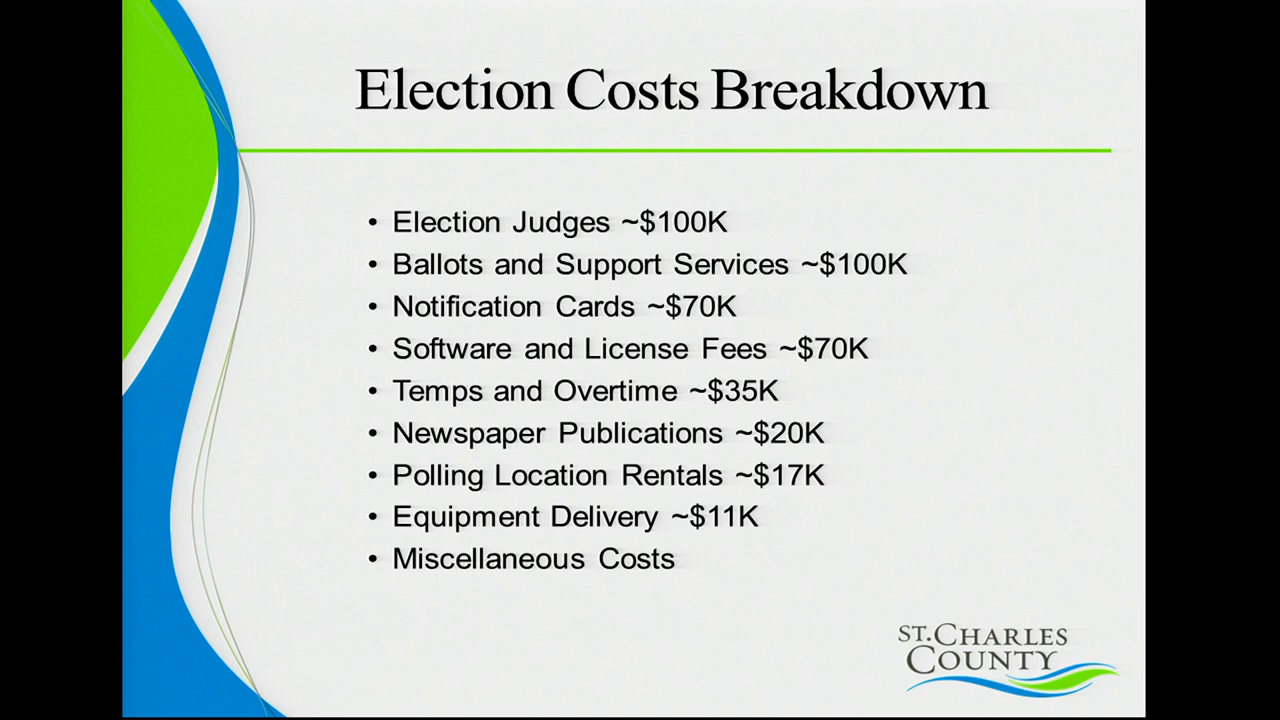 Election Costs Breakdown
• Election Judges ~$100K
• Ballots and Support Services ~$100K
• Notification Cards ~$70K
• Software and License Fees ~$70K
• Temps and Overtime ~$35K
• Newspaper Publications ~$20K
• Polling Location Rentals ~$17K
• Equipment Delivery ~$11K
• Miscellaneous Costs
ST. CHARLES
COUNTY